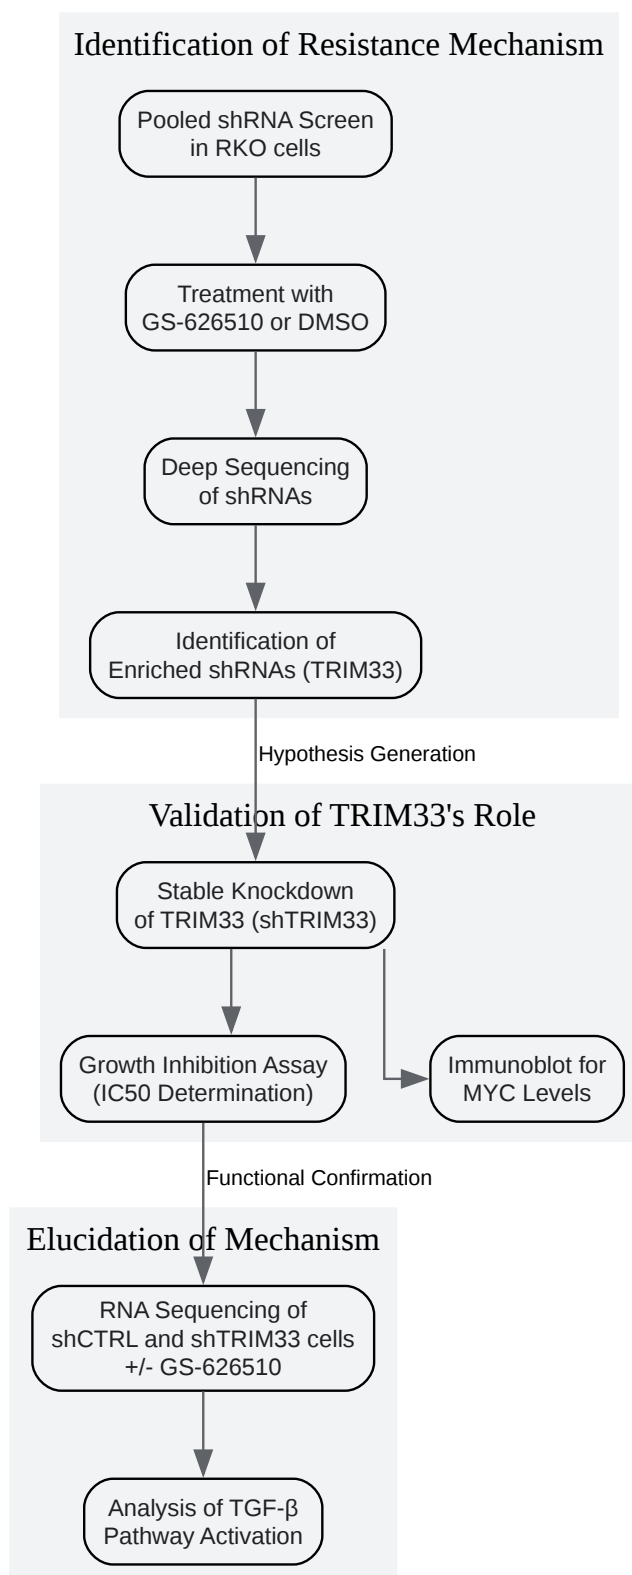 Identification of Resistance Mechanism
Pooled shRNA Screen
in RKO cells
Treatment with
GS-626510 or DMSO
Deep Sequencing
of shRNAs
Identification of
Enriched shRNAs (TRIM33)
Hypothesis Generation
Validation of TRIM33's Role
Stable Knockdown
of TRIM33 (shTRIM33)
Growth Inhibition Assay
(IC50 Determination)
Immunoblot for
MYC Levels
Functional Confirmation
Elucidation of Mechanism
RNA Sequencing of
shCTRL and shTRIM33 cells
+/- GS-626510
Analysis of TGF-β
Pathway Activation